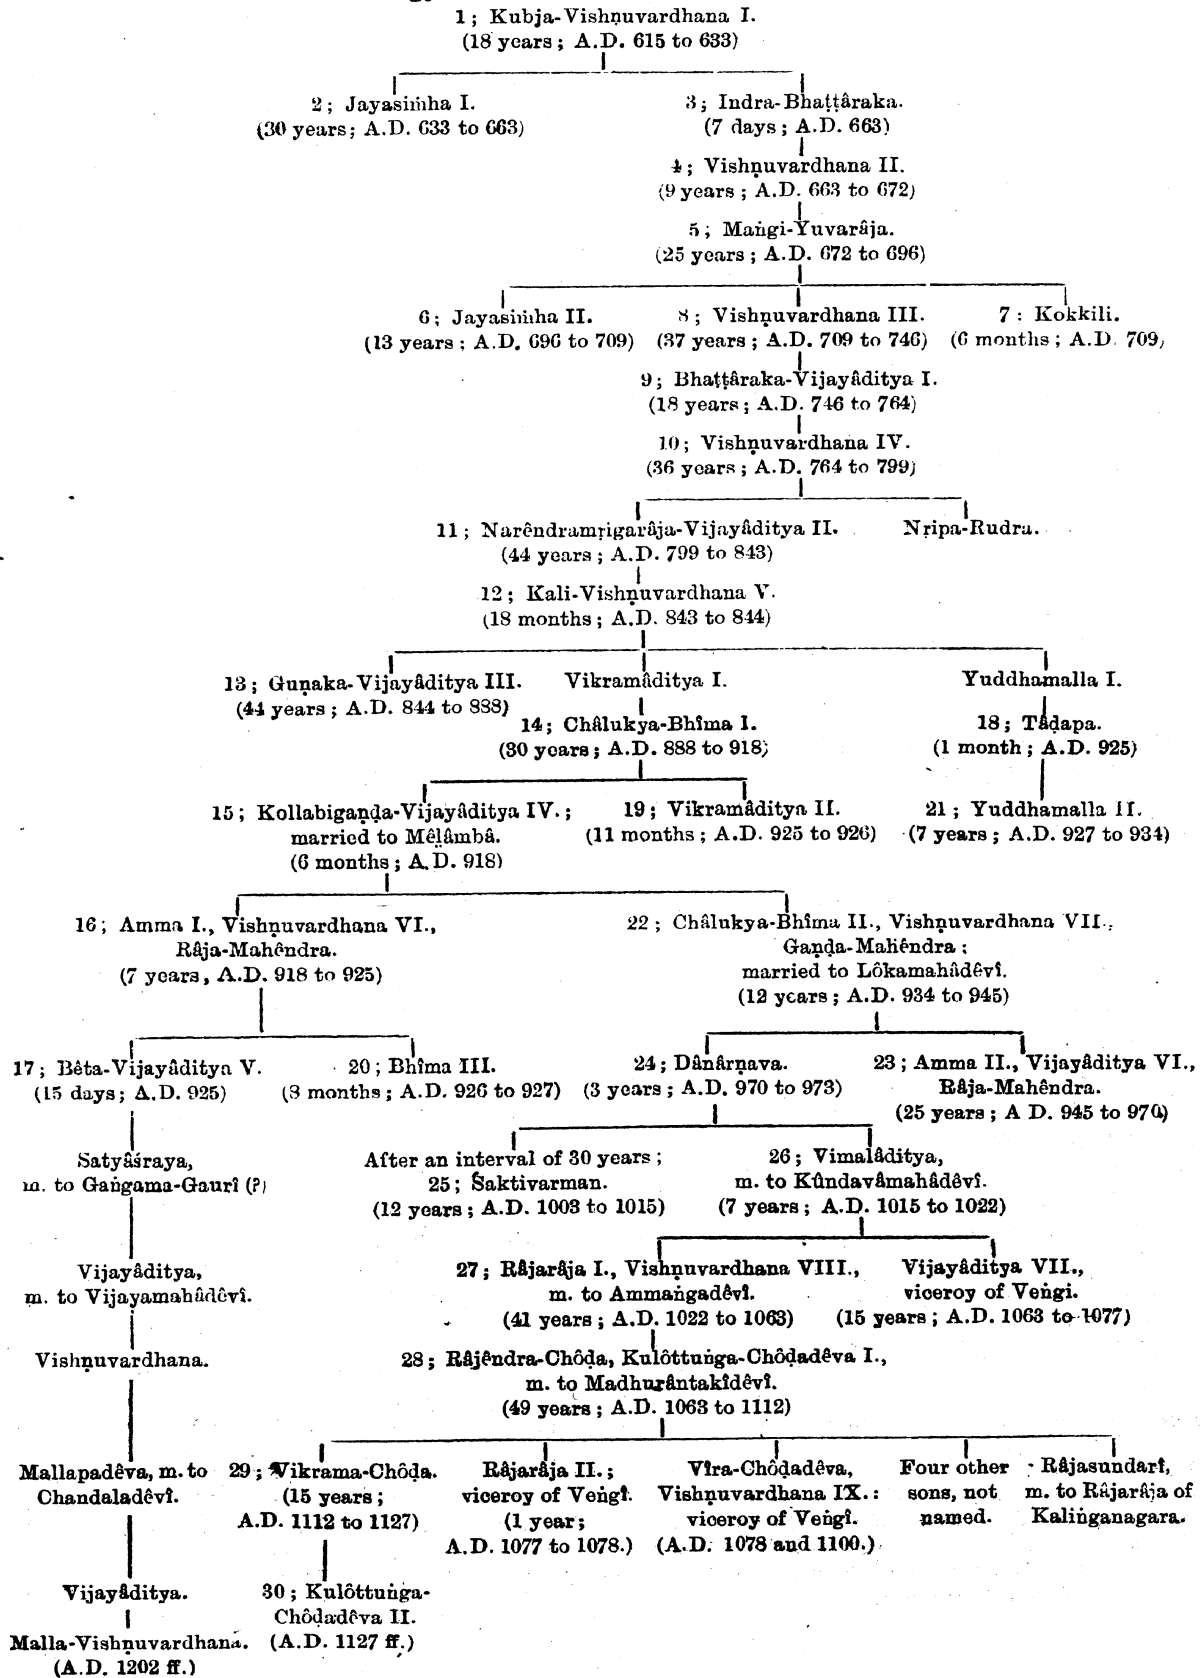 1; Kubja-Vishṇuvardhana I.
(18 years; A.D. 615 to 633)
2; Jayasiṁha I.
(30 years; A.D. 633 to 663)
3; Indra-Bhaṭṭâraka.
(7 days; A.D. 663)
4; Vishṇuvardhana II.
(9 years; A.D. 663 to 672)
5; Maṅgi-Yuvarâja.
(25 years; A.D. 672 to 696)
6; Jayasiṁha II.
(13 years; A.D. 696 to 709)
8; Vishṇuvardhana III.
(37 years; A.D. 709 to 746)
7: Kokkili.
(6 months; A.D. 709)
9; Bhaṭṭâraka-Vijayâditya I.
(18 years; A.D. 746 to 764)
10; Vishṇuvardhana IV.
(36 years; A.D. 764 to 799)
11; Narêndramṛigarâja-Vijayâditya II.
(44 years; A.D. 799 to 843)
Nṛipa-Rudra.
12; Kali-Vishṇuvardhana V.
(18 months; A.D. 843 to 844)
13; Guṇaka-Vijayâditya III.
(44 years; A.D. 844 to 888)
Vikramâditya I.
Yuddhamalla I.
14; Châlukya-Bhîma I.
(30 years; A.D. 888 to 918)
18; Tâḍapa.
(1 month; A.D. 925)
15; Kollabigaṇḍa-Vijayâditya IV.;
married to Mêḷâmbâ.
(6 months; A.D. 918)
19; Vikramâditya II.
(11 months; A.D. 925 to 926)
21; Yuddhamalla II.
(7 years; A.D. 927 to 934)
16; Amma I., Vishṇuvardhana VI.,
Râja-Mahêndra.
(7 years, A.D. 918 to 925)
22; Châlukya-Bhîma II., Vishṇuvardhana VII.,
Gaṇḍa-Mahêndra:
married to Lôkamahâdêvî.
(12 years; A.D. 934 to 945)
17; Bêta-Vijayâditya V.
(15 days; A.D. 925)
20; Bhîma III.
(8 months; A.D. 926 to 927)
24; Dânârṇava.
(3 years; A.D. 970 to 973)
23; Amma II., Vijayâditya VI.,
Râja-Mahêndra.
(25 years; A D. 945 to 970)
Satyâśraya,
m. to Gaṅgama-Gaurî (?)
After an interval of 30 years;
25; Śaktivarman.
(12 years; A.D. 1003 to 1015)
26; Vimalâditya,
m. to Kûndavâmahâdêvî.
(7 years; A.D. 1015 to 1022)
Vijayâditya,
m. to Vijayamahâdêvî.
27; Râjarâja I., Vishṇuvardhana VIII.,
m. to Ammaṅgadêvî.
(41 years; A.D. 1022 to 1063)
Vijayâditya VII.,
viceroy of Veṅgi.
(15 years; A.D. 1063 to 1077)
Vishṇuvardhana.
28; Râjêndra-Chôḍa, Kulôttuṅga-Chôḍadêva I.,
m. to Madhurântakîdêvî.
(49 years; A.D. 1063 to 1112)
Mallapadêva, m. to
Chandaladêvî.
29; Vikrama-Chôḍa.
(15 years;
A.D. 1112 to 1127)
Râjarâja II.;
viceroy of Veṅgî.
(1 year;
A.D. 1077 to 1078.)
Vîra-Chôḍadêva,
Vishṇuvardhana IX.:
viceroy of Veṅgî.
(A.D. 1078 and 1100.)
Four other
sons, not
named.
Râjasundarî,
m. to Râjarâja of
Kaliṅganagara.
Vijayâditya.
30; Kulôttuṅga-
Chôḍadêva II.
(A.D. 1127 ff.)
Malla-Vishṇuvardhana.
(A.D. 1202 ff.)